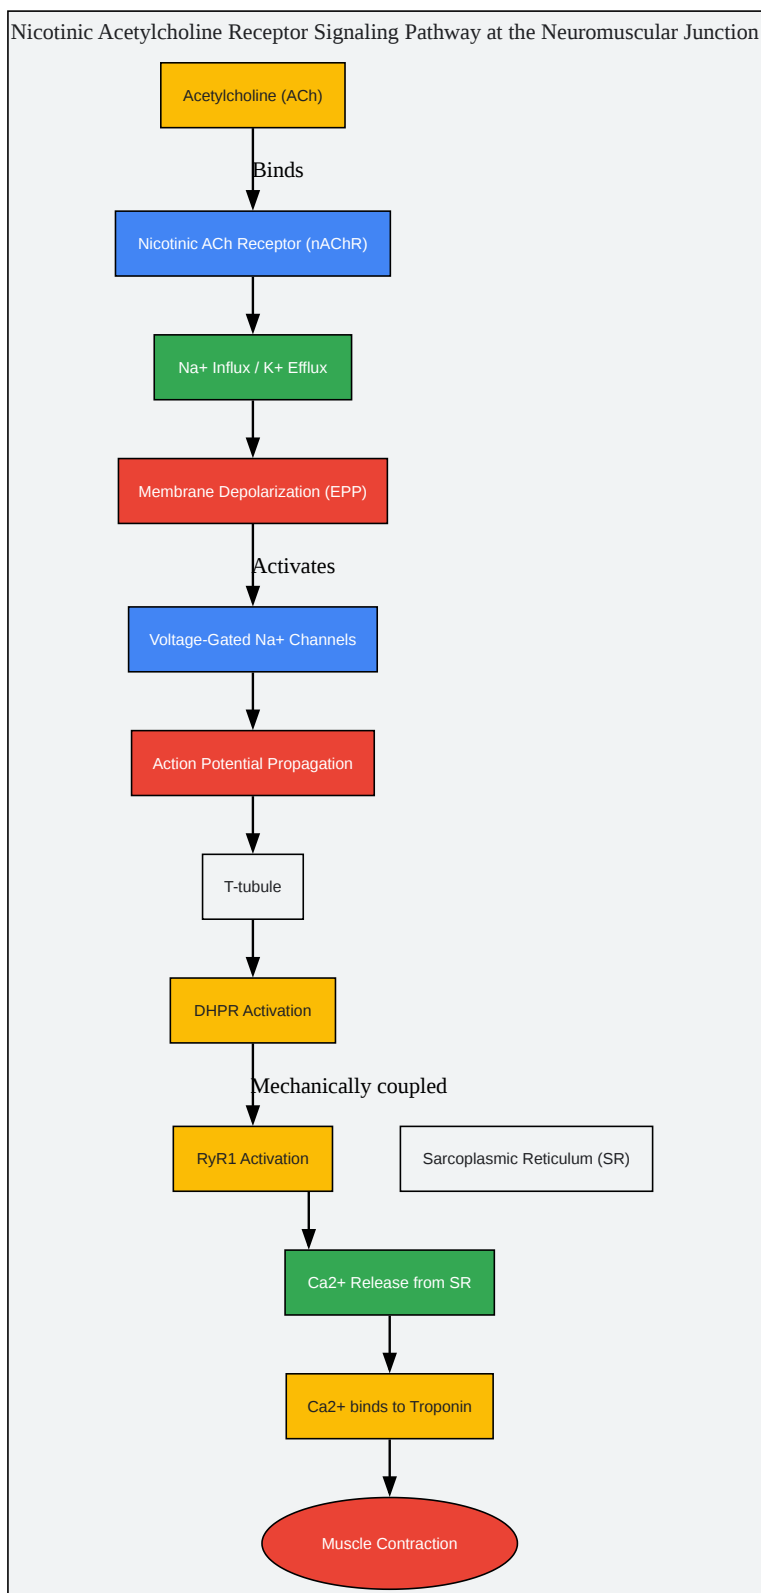 Nicotinic Acetylcholine Receptor Signaling Pathway at the Neuromuscular Junction
Acetylcholine (ACh)
Binds
Nicotinic ACh Receptor (nAChR)
Na+ Influx / K+ Efflux
Membrane Depolarization (EPP)
Activates
Voltage-Gated Na+ Channels
Action Potential Propagation
T-tubule
DHPR Activation
Mechanically coupled
RyR1 Activation
Sarcoplasmic Reticulum (SR)
Ca2+ Release from SR
Ca2+ binds to Troponin
Muscle Contraction